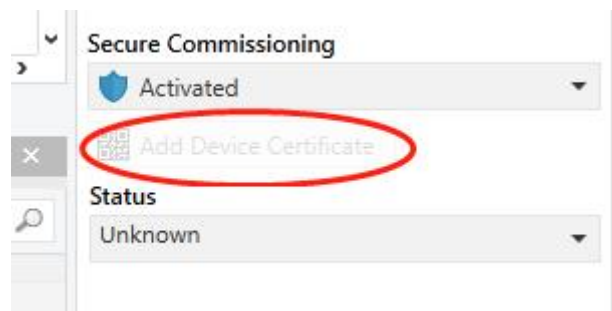 Secure Commissioning
Activated
Add Device Certificate
Status
Unknown